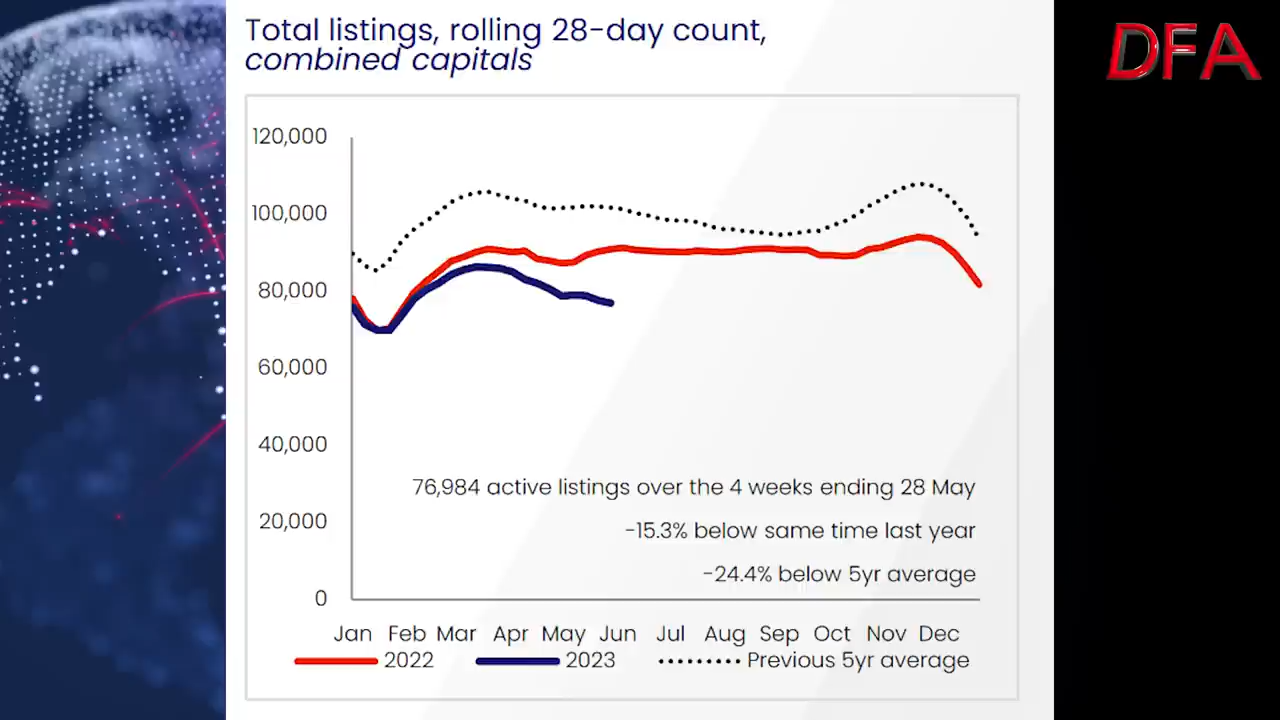 Total listings, rolling 28-day count,
combined capitals
DFA
120,000
100,000
80,000
60,000
40,000
20,000
0
76,984 active listings over the 4 weeks ending 28 May
-15.3% below same time last year
-24.4% below 5yr average
Jan Feb Mar Apr May Jun Jul Aug Sep Oct Nov Dec
2022 2023 Previous 5yr average